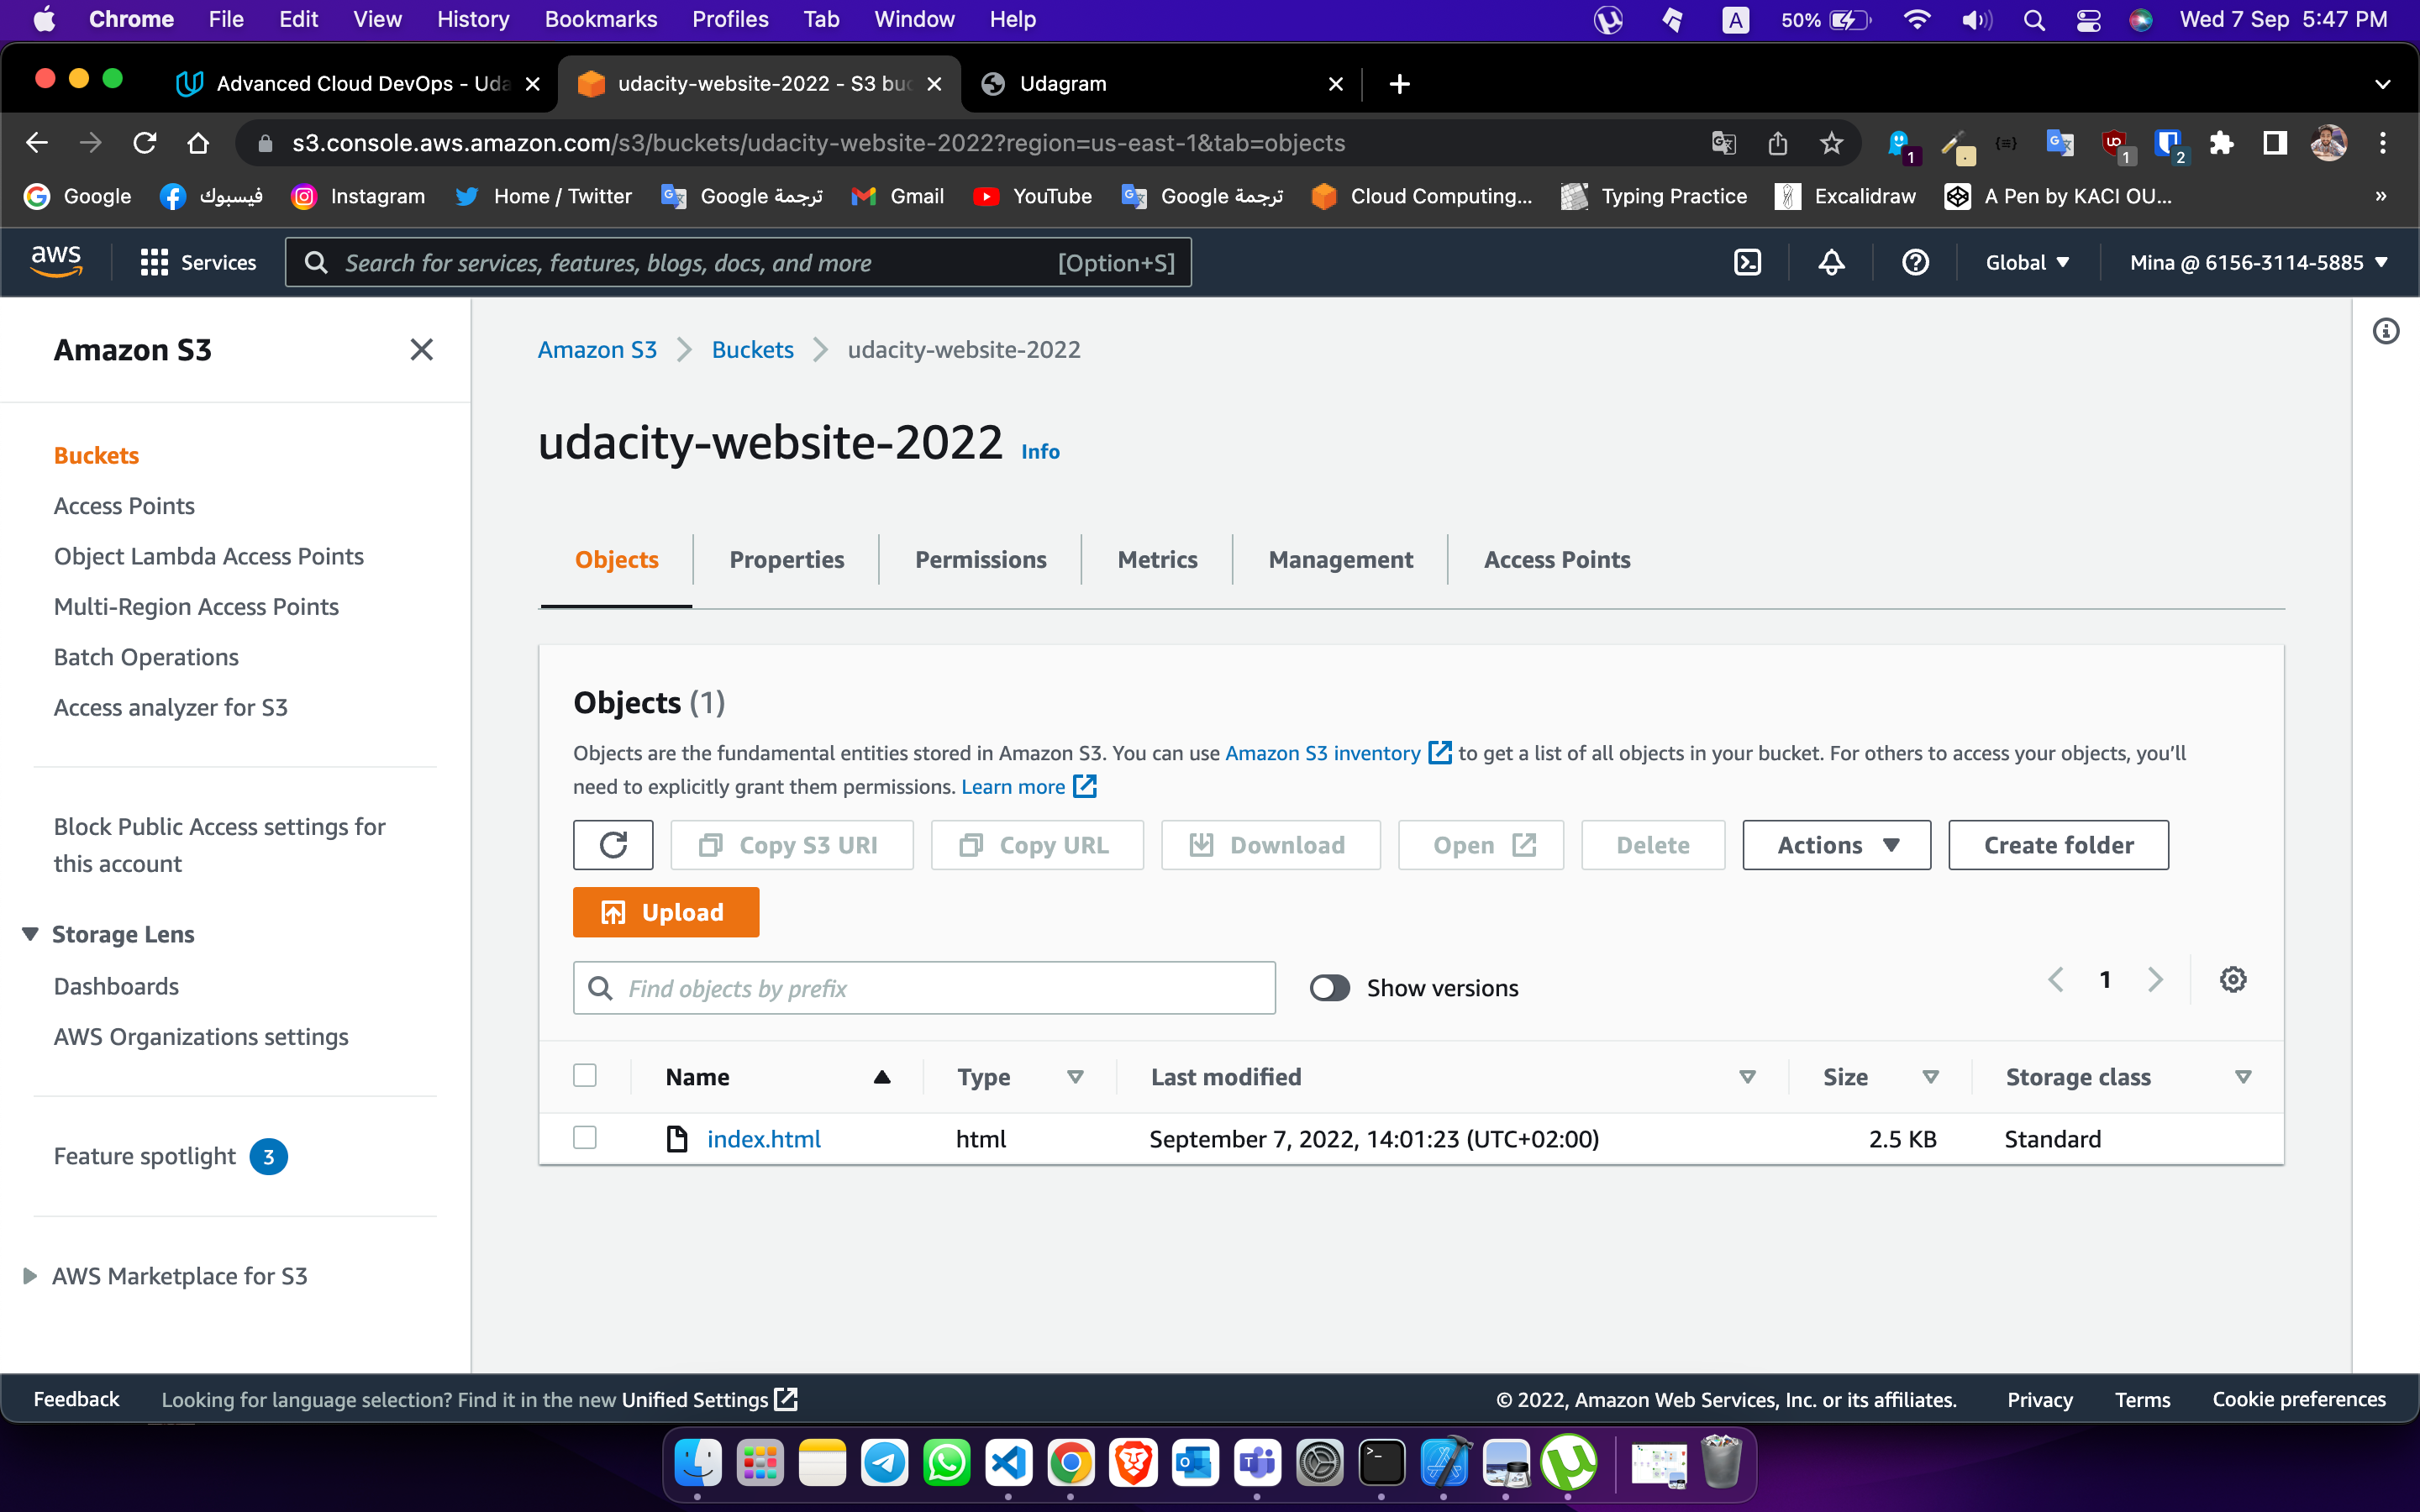 Chrome File Edit View History Bookmarks Profiles Tab Window Help A 50% Wed 7 Sep 5:47 PM
Advanced Cloud DevOps - Uda udacity-website-2022 - S3 buc Udagram
s3.console.aws.amazon.com/s3/buckets/udacity-website-2022?region=us-east-1&tab=objects 1 1 2
Google فيسبوك Instagram Home / Twitter ترجمة Google Gmail YouTube ترجمة Google Cloud Computing... Typing Practice Excalidraw A Pen by KACI OU... »
aws Services Search for services, features, blogs, docs, and more [Option+S] Global Mina @ 6156-3114-5885
Amazon S3
Buckets
Access Points
Object Lambda Access Points
Multi-Region Access Points
Batch Operations
Access analyzer for S3
Block Public Access settings for
this account
Storage Lens
Dashboards
AWS Organizations settings
Feature spotlight 3
AWS Marketplace for S3
Amazon S3 Buckets udacity-website-2022
udacity-website-2022 Info
Objects Properties Permissions Metrics Management Access Points
Objects (1)
Objects are the fundamental entities stored in Amazon S3. You can use Amazon S3 inventory to get a list of all objects in your bucket. For others to access your objects, you'll
need to explicitly grant them permissions. Learn more
Copy S3 URI Copy URL Download Open Delete Actions Create folder
Upload
Find objects by prefix Show versions 1
Name Type Last modified Size Storage class
index.html html September 7, 2022, 14:01:23 (UTC+02:00) 2.5 KB Standard
Feedback Looking for language selection? Find it in the new Unified Settings © 2022, Amazon Web Services, Inc. or its affiliates. Privacy Terms Cookie preferences